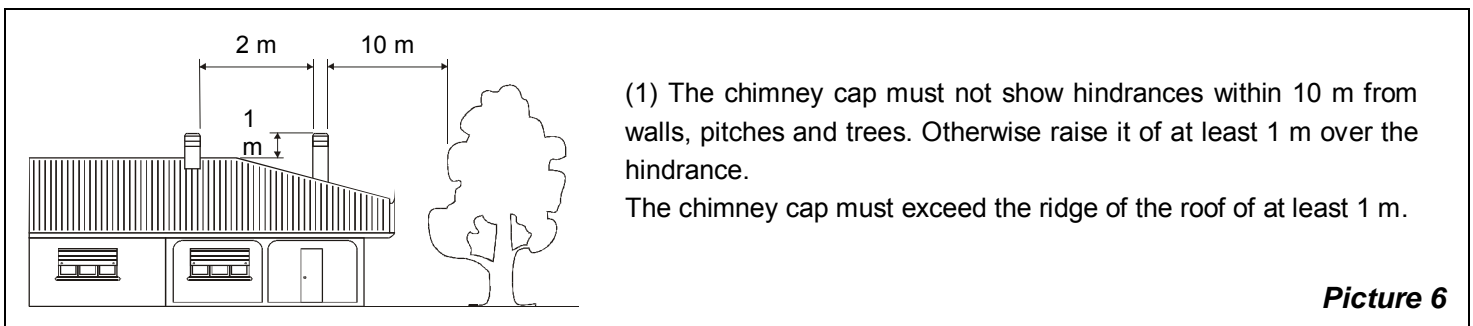 2 m
10 m
1
m
(1) The chimney cap must not show hindrances within 10 m from
walls, pitches and trees. Otherwise raise it of at least 1 m over the
hindrance.
The chimney cap must exceed the ridge of the roof of at least 1 m.
Picture 6